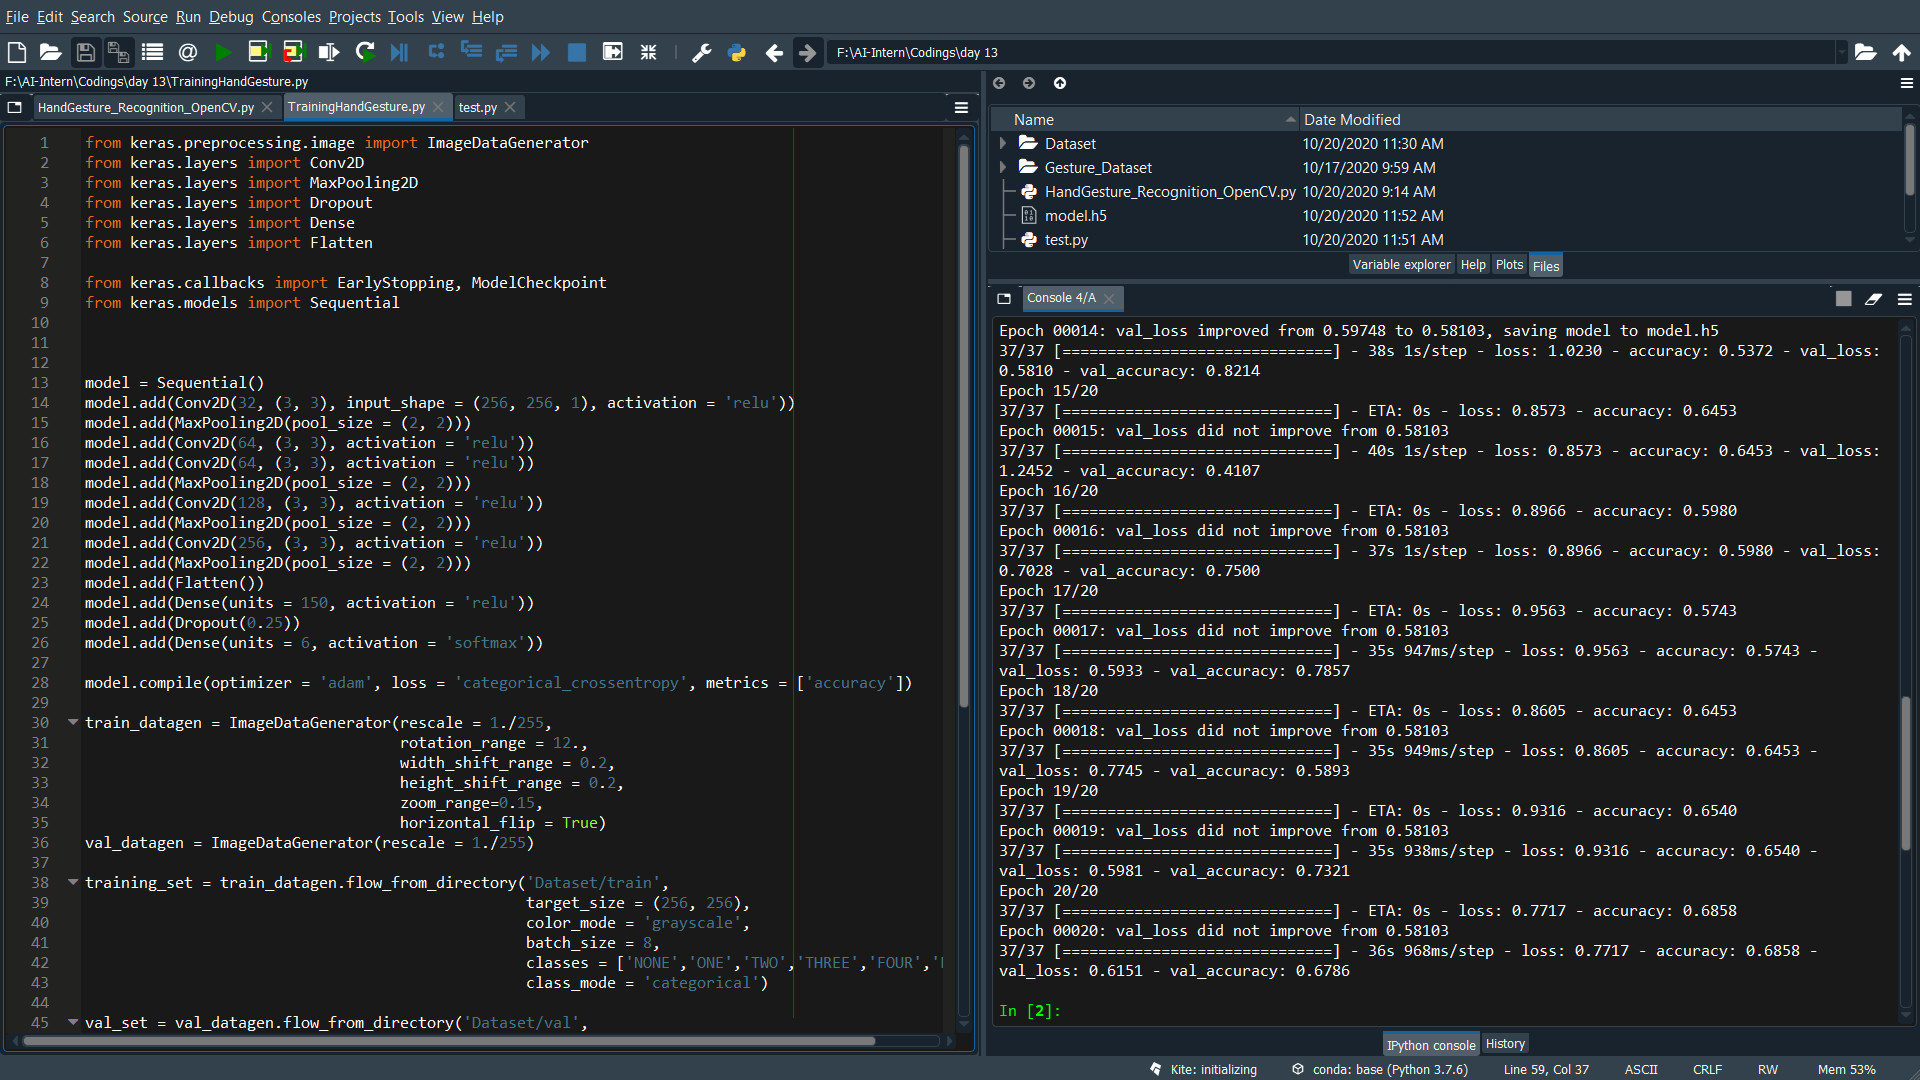 File Edit Search Source Run Debug Consoles Projects Tools View Help
F:\AI-Intern\Codings\day 13
F:\AI-Intern\Codings\day 13\TrainingHandGesture.py
HandGesture_Recognition_OpenCV.py TrainingHandGesture.py test.py
1 from keras.preprocessing.image import ImageDataGenerator
2 from keras.layers import Conv2D
3 from keras.layers import MaxPooling2D
4 from keras.layers import Dropout
5 from keras.layers import Dense
6 from keras.layers import Flatten
7
8 from keras.callbacks import EarlyStopping, ModelCheckpoint
9 from keras.models import Sequential
10
11
12
13 model = Sequential()
14 model.add(Conv2D(32, (3, 3), input_shape = (256, 256, 1), activation = 'relu'))
15 model.add(MaxPooling2D(pool_size = (2, 2)))
16 model.add(Conv2D(64, (3, 3), activation = 'relu'))
17 model.add(Conv2D(64, (3, 3), activation = 'relu'))
18 model.add(MaxPooling2D(pool_size = (2, 2)))
19 model.add(Conv2D(128, (3, 3), activation = 'relu'))
20 model.add(MaxPooling2D(pool_size = (2, 2)))
21 model.add(Conv2D(256, (3, 3), activation = 'relu'))
22 model.add(MaxPooling2D(pool_size = (2, 2)))
23 model.add(Flatten())
24 model.add(Dense(units = 150, activation = 'relu'))
25 model.add(Dropout(0.25))
26 model.add(Dense(units = 6, activation = 'softmax'))
27
28 model.compile(optimizer = 'adam', loss = 'categorical_crossentropy', metrics = ['accuracy'])
29
30 train_datagen = ImageDataGenerator(rescale = 1./255,
31 rotation_range = 12.,
32 width_shift_range = 0.2,
33 height_shift_range = 0.2,
34 zoom_range=0.15,
35 horizontal_flip = True)
36 val_datagen = ImageDataGenerator(rescale = 1./255)
37
38 training_set = train_datagen.flow_from_directory('Dataset/train',
39 target_size = (256, 256),
40 color_mode = 'grayscale',
41 batch_size = 8,
42 classes = ['NONE','ONE','TWO','THREE','FOUR','
43 class_mode = 'categorical')
44
45 val_set = val_datagen.flow_from_directory('Dataset/val',
Name Date Modified
Dataset 10/20/2020 11:30 AM
Gesture_Dataset 10/17/2020 9:59 AM
HandGesture_Recognition_OpenCV.py 10/20/2020 9:14 AM
model.h5 10/20/2020 11:52 AM
test.py 10/20/2020 11:51 AM
Variable explorer Help Plots Files
Console 4/A
Epoch 00014: val_loss improved from 0.59748 to 0.58103, saving model to model.h5
37/37 [==============================] - 38s 1s/step - loss: 1.0230 - accuracy: 0.5372 - val_loss:
0.5810 - val_accuracy: 0.8214
Epoch 15/20
37/37 [==============================] - ETA: 0s - loss: 0.8573 - accuracy: 0.6453
Epoch 00015: val_loss did not improve from 0.58103
37/37 [==============================] - 40s 1s/step - loss: 0.8573 - accuracy: 0.6453 - val_loss:
1.2452 - val_accuracy: 0.4107
Epoch 16/20
37/37 [==============================] - ETA: 0s - loss: 0.8966 - accuracy: 0.5980
Epoch 00016: val_loss did not improve from 0.58103
37/37 [==============================] - 37s 1s/step - loss: 0.8966 - accuracy: 0.5980 - val_loss:
0.7028 - val_accuracy: 0.7500
Epoch 17/20
37/37 [==============================] - ETA: 0s - loss: 0.9563 - accuracy: 0.5743
Epoch 00017: val_loss did not improve from 0.58103
37/37 [==============================] - 35s 947ms/step - loss: 0.9563 - accuracy: 0.5743 -
val_loss: 0.5933 - val_accuracy: 0.7857
Epoch 18/20
37/37 [==============================] - ETA: 0s - loss: 0.8605 - accuracy: 0.6453
Epoch 00018: val_loss did not improve from 0.58103
37/37 [==============================] - 35s 949ms/step - loss: 0.8605 - accuracy: 0.6453 -
val_loss: 0.7745 - val_accuracy: 0.5893
Epoch 19/20
37/37 [==============================] - ETA: 0s - loss: 0.9316 - accuracy: 0.6540
Epoch 00019: val_loss did not improve from 0.58103
37/37 [==============================] - 35s 938ms/step - loss: 0.9316 - accuracy: 0.6540 -
val_loss: 0.5981 - val_accuracy: 0.7321
Epoch 20/20
37/37 [==============================] - ETA: 0s - loss: 0.7717 - accuracy: 0.6858
Epoch 00020: val_loss did not improve from 0.58103
37/37 [==============================] - 36s 968ms/step - loss: 0.7717 - accuracy: 0.6858 -
val_loss: 0.6151 - val_accuracy: 0.6786
In [2]:
IPython console History
Kite: initializing conda: base (Python 3.7.6) Line 59, Col 37 ASCII CRLF RW Mem 53%